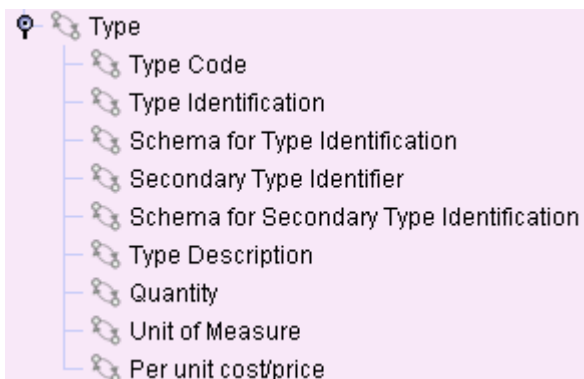 Type
Type Code
Type Identification
Schema for Type Identification
Secondary Type Identifier
Schema for Secondary Type Identification
Type Description
Quantity
Unit of Measure
Per unit cost/price